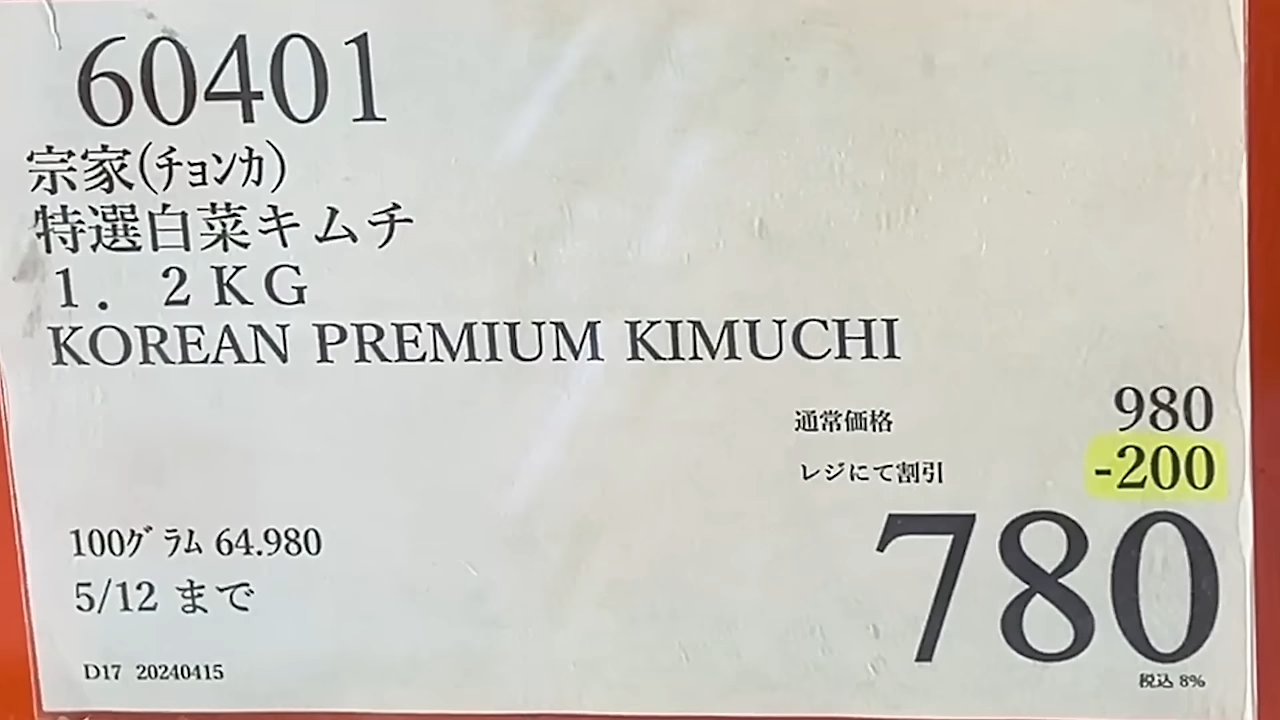 60401
宗家(ﾁｮﾝｶ)
特選白菜キムチ
１．２ＫＧ
KOREAN PREMIUM KIMUCHI
通常価格 980
レジにて割引 -200
780
税込 8%
100ｸﾞﾗﾑ 64.980
5/12 まで
D17 20240415